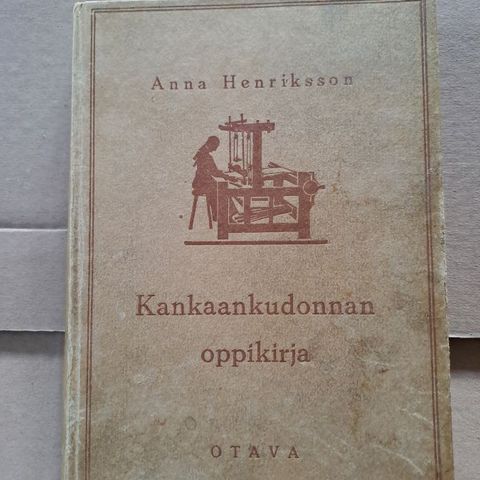 Anna Henriksson
Kankaankudonnan
oppikirja
OTAVA